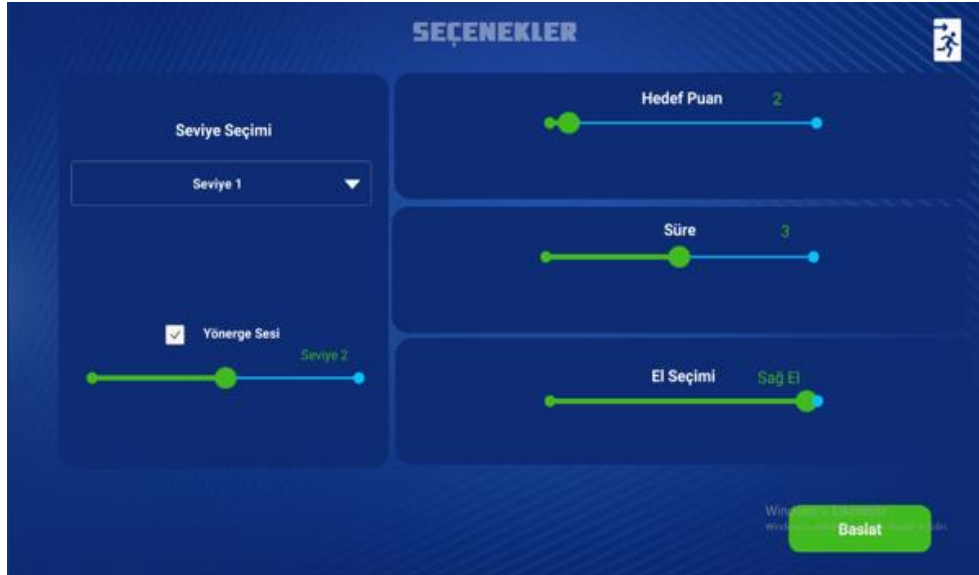 SEÇENEKLER
Seviye Seçimi
Seviye 1
Yönerge Sesi
Seviye 2
Hedef Puan 2
Süre 3
El Seçimi Sağ El
Baslat